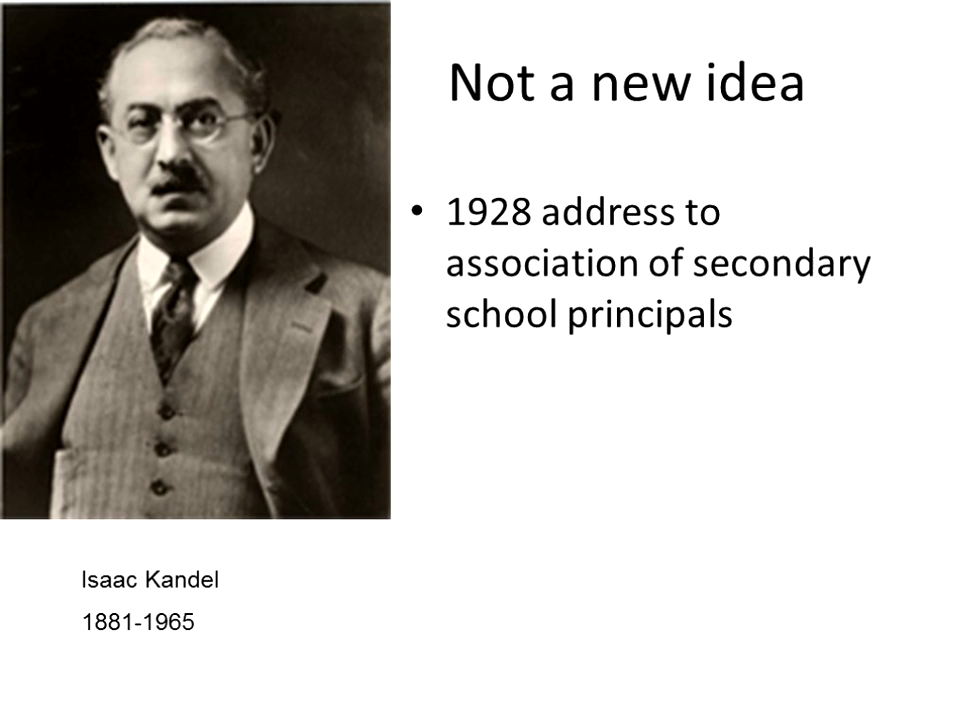 Not a new idea
• 1928 address to
association of secondary
school principals
Isaac Kandel
1881-1965